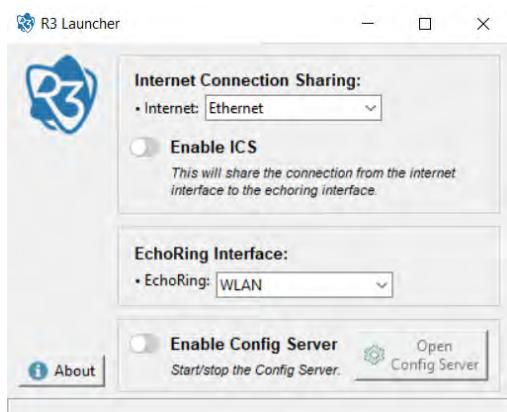 R3 Launcher
R3
Internet Connection Sharing:
• Internet: Ethernet
Enable ICS
This will share the connection from the internet
interface to the echoring interface.
EchoRing Interface:
• EchoRing: WLAN
Enable Config Server
Start/stop the Config Server.
Open
Config Server
About